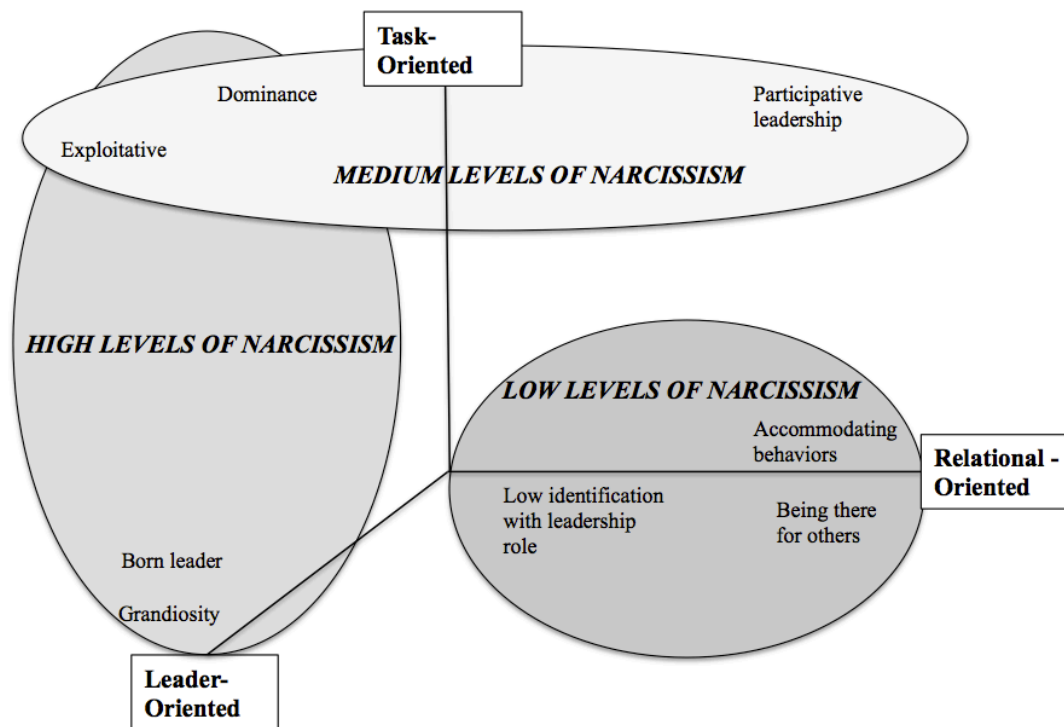 Task-
Oriented
Dominance
Participative
leadership
Exploitative
MEDIUM LEVELS OF NARCISSISM
HIGH LEVELS OF NARCISSISM
LOW LEVELS OF NARCISSISM
Accommodating
behaviors
Relational -
Oriented
Low identification
with leadership
role
Being there
for others
Born leader
Grandiosity
Leader-
Oriented